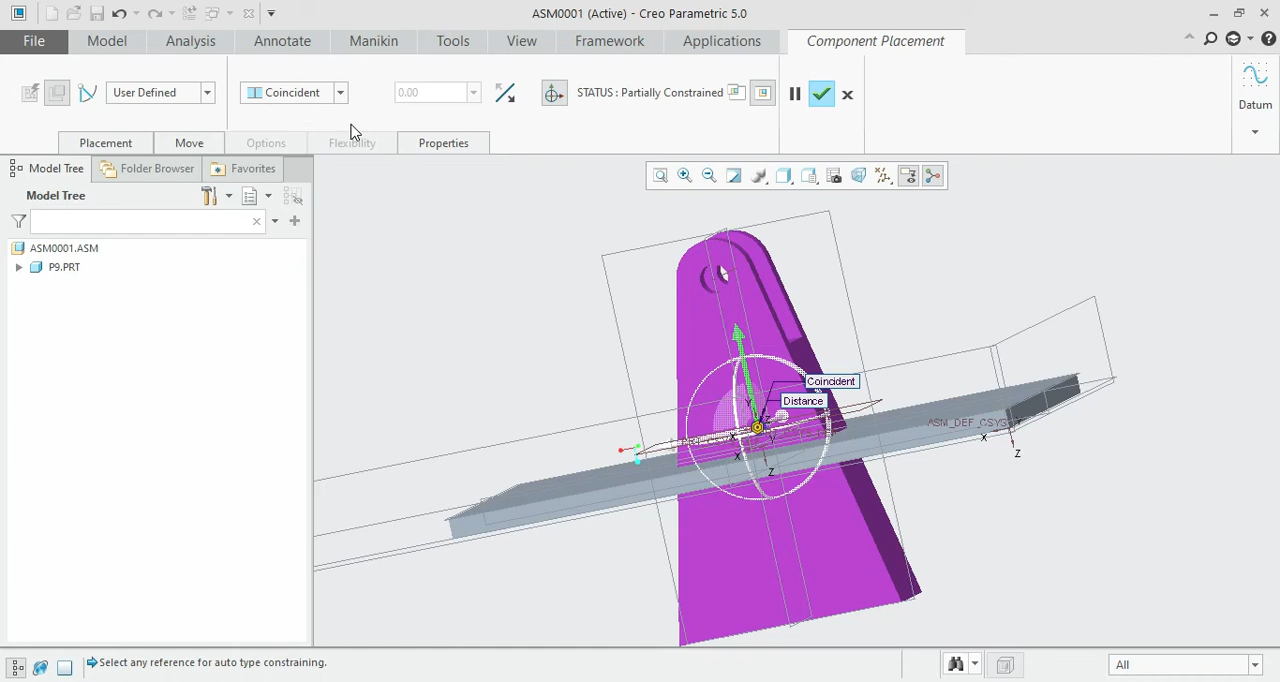 ASM0001 (Active) - Creo Parametric 5.0
File Model Analysis Annotate Manikin Tools View Framework Applications Component Placement
User Defined Coincident 0.00 STATUS : Partially Constrained Datum
Placement Move Options Flexibility Properties
Model Tree Folder Browser Favorites
Model Tree
ASM0001.ASM
P9.PRT
Coincident
Distance
Y
Z
X
Y
X
Z
ASM_DEF_CSYS
X
Z
Select any reference for auto type constraining.
All